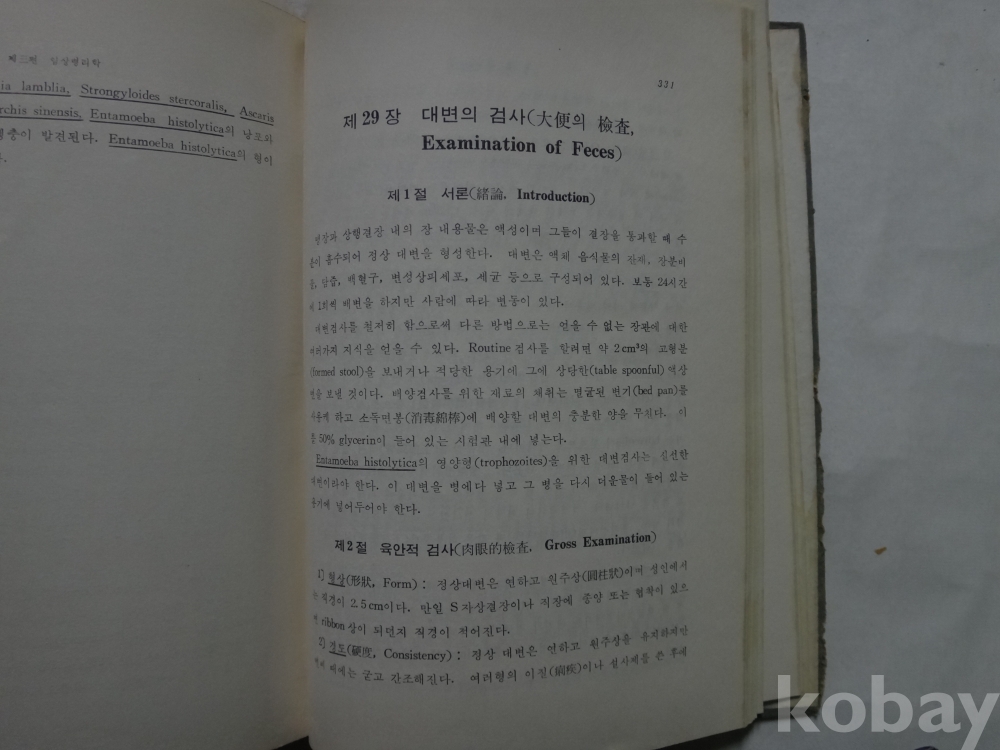 제三편 임상병리학
ia lamblia, Strongyloides stercoralis, Ascaris
rchis sinensis, Entamoeba histolytica의 낭포와
충이 발견된다. Entamoeba histolytica의 형이
다.
331
제29장 대변의 검사(大便의 檢査,
Examination of Feces)
제1절 서론(緖論, Introduction)
맹장과 상행결장 내의 장 내용물은 액성이며 그들이 결장을 통과할 때 수
분이 흡수되어 정상 대변을 형성한다. 대변은 액체 음식물의 잔재, 장분비
물, 담즙, 백혈구, 변성상피세포, 세균 등으로 구성되어 있다. 보통 24시간
에 1회씩 배변을 하지만 사람에 따라 변동이 있다.
대변검사를 철저히 함으로써 다른 방법으로는 얻을 수 없는 장관에 대한
여러가지 지식을 얻을 수 있다. Routine 검사를 할려면 약 2cm³의 고형분
(formed stool)을 보내거나 적당한 용기에 그에 상당한(table spoonful) 액상
변을 보낼 것이다. 배양검사를 위한 재료의 채취는 멸균된 변기(bed pan)를
사용케 하고 소독면봉(消毒綿棒)에 배양할 대변의 충분한 양을 무친다. 이
를 50% glycerin이 들어 있는 시험관 내에 넣는다.
Entamoeba histolytica의 영양형(trophozoites)을 위한 대변검사는 신선한
대변이라야 한다. 이 대변을 병에다 넣고 그 병을 다시 더운물이 들어 있는
용기에 넣어두어야 한다.
제2절 육안적 검사(肉眼的檢査, Gross Examination)
1) 형상(形狀, Form) : 정상대변은 연하고 원주상(圓柱狀)이며 성인에서
는 직경이 2.5cm이다. 만일 S자상결장이나 직장에 종양 또는 협착이 있으
면 ribbon상이 되던지 직경이 적어진다.
2) 경도(硬度, Consistency) : 정상 대변은 연하고 원주상을 유지하지만
때에는 굳고 간조해진다. 여러형의 이질(痢疾)이나 설사제를 쓴 후에
kobay